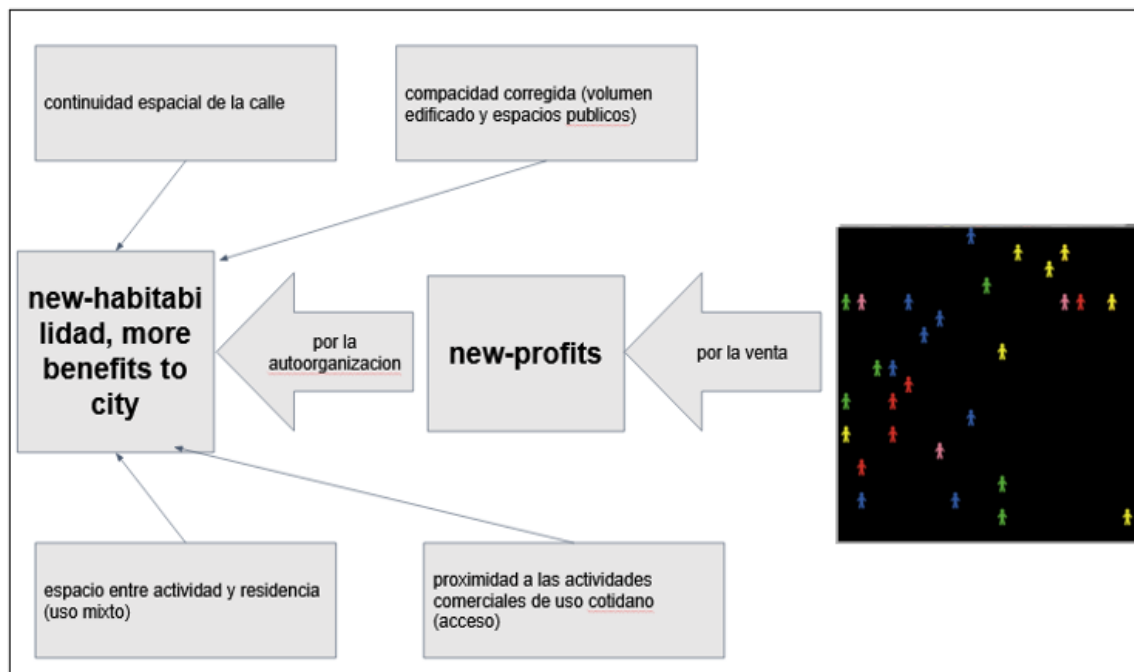 continuidad espacial de la calle
compacidad corregida (volumen
edificado y espacios publicos)
new-habitabi
lidad, more
benefits to
city
por la
autoorganizacion
new-profits
por la venta
espacio entre actividad y residencia
(uso mixto)
proximidad a las actividades
comerciales de uso cotidano
(acceso)